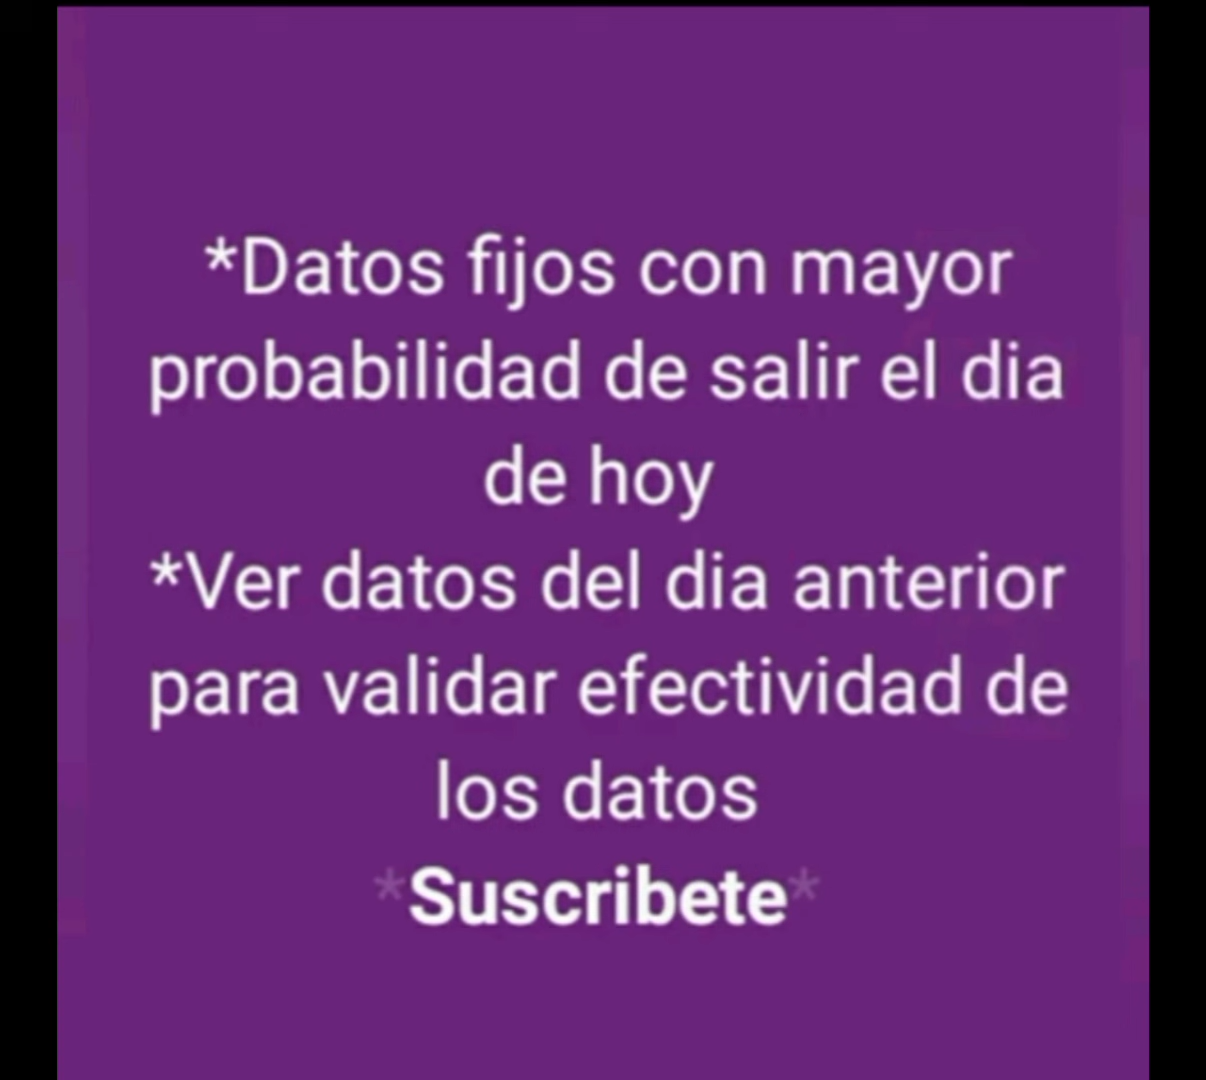 *Datos fijos con mayor
probabilidad de salir el dia
de hoy
*Ver datos del dia anterior
para validar efectividad de
los datos
*Suscribete*